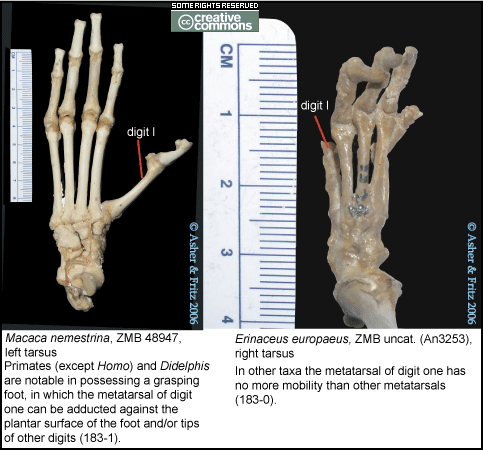 SOME RIGHTS RESERVED
cc creative
commons
CM
1
2
3
4
digit I
digit I
© Asher & Fritz 2006
© Asher & Fritz 2006
Macaca nemestrina, ZMB 48947,
left tarsus
Primates (except Homo) and Didelphis
are notable in possessing a grasping
foot, in which the metatarsal of digit
one can be adducted against the
plantar surface of the foot and/or tips
of other digits (183-1).
Erinaceus europaeus, ZMB uncat. (An3253),
right tarsus
In other taxa the metatarsal of digit one has
no more mobility than other metatarsals
(183-0).